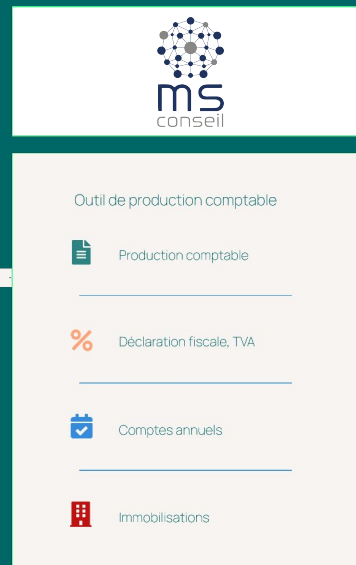 ms
conseil
Outil de production comptable
Production comptable
Déclaration fiscale, TVA
Comptes annuels
Immobilisations